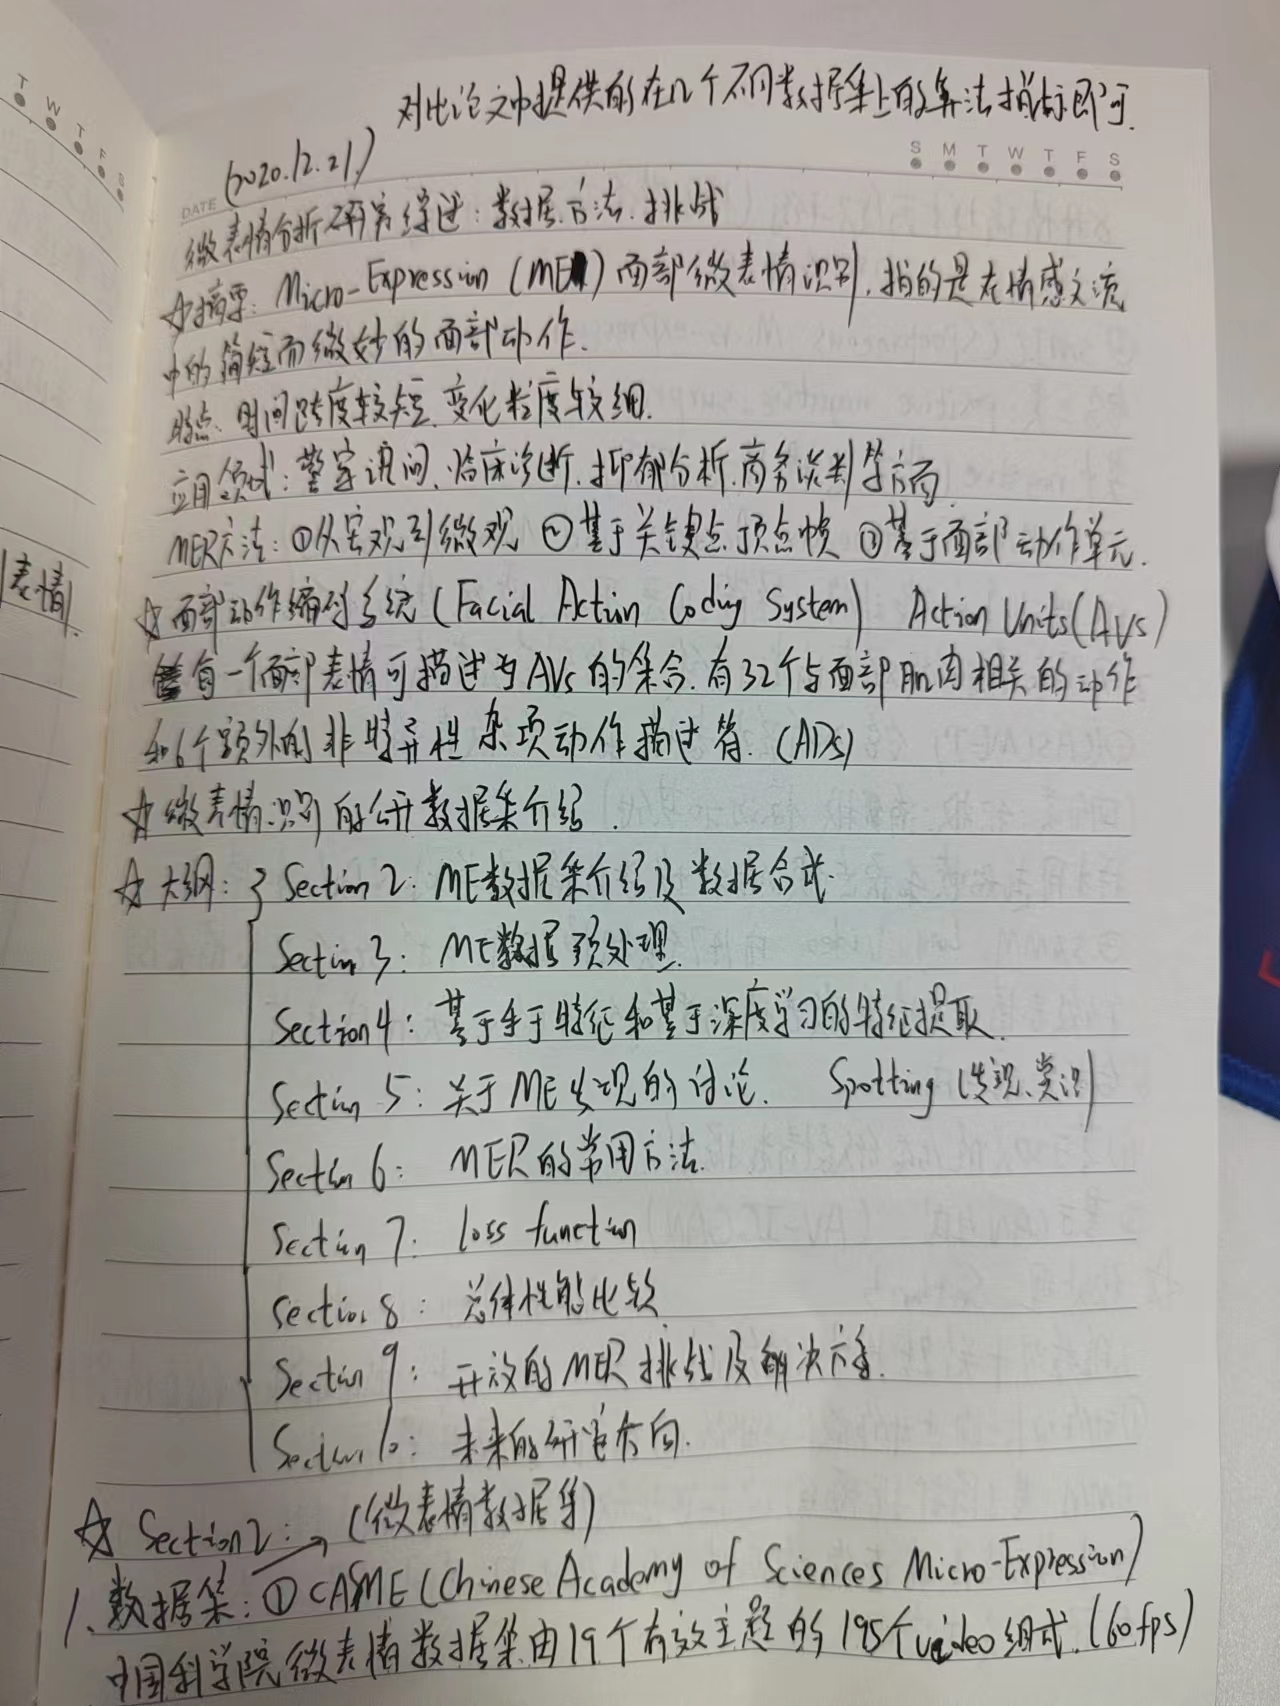 对比论文中提供的在几个不同数据集上的算法指标即可.
T W T F S
S M T W T F S
DATE (2020.12.21)
微表情分析研究综述：数据、方法、挑战
☆摘要：Micro-Expression (MER) 面部微表情识别，指的是在情感交流
中的简短而微妙的面部动作.
特点：时间跨度较短、变化粒度较细.
应用领域：警察讯问、临床诊断、抑郁分析、商务谈判等方面
MER方法：①从宏观引微观 ②基于关键点顶点帧 ③基于面部动作单元.
表情
☆面部动作编码系统 (Facial Action Coding System) Action Units (AUs)
每一个面部表情可描述为AUs的集合. 有32个与面部肌肉相关的动作
和6个额外的非特异性杂项动作描述符. (ADs)
☆微表情识别的公开数据集介绍.
☆大纲：Section 2: ME数据集介绍及数据合成.
Section 3: ME数据预处理.
Section 4: 基于手于特征和基于深度学习的特征提取.
Section 5: 关于ME发现的讨论. Spotting (发现、赏识)
Section 6: MER的常用方法.
Section 7: loss function
Section 8: 总体性能比较
Section 9: 开放的MER挑战及解决方案.
Section 10: 未来的研究方向.
☆ Section 2: → (微表情数据集)
1. 数据集：① CASME (Chinese Academy of Sciences Micro-Expression)
中国科学院微表情数据集由19个有效主题的195个video组成. (60fps)